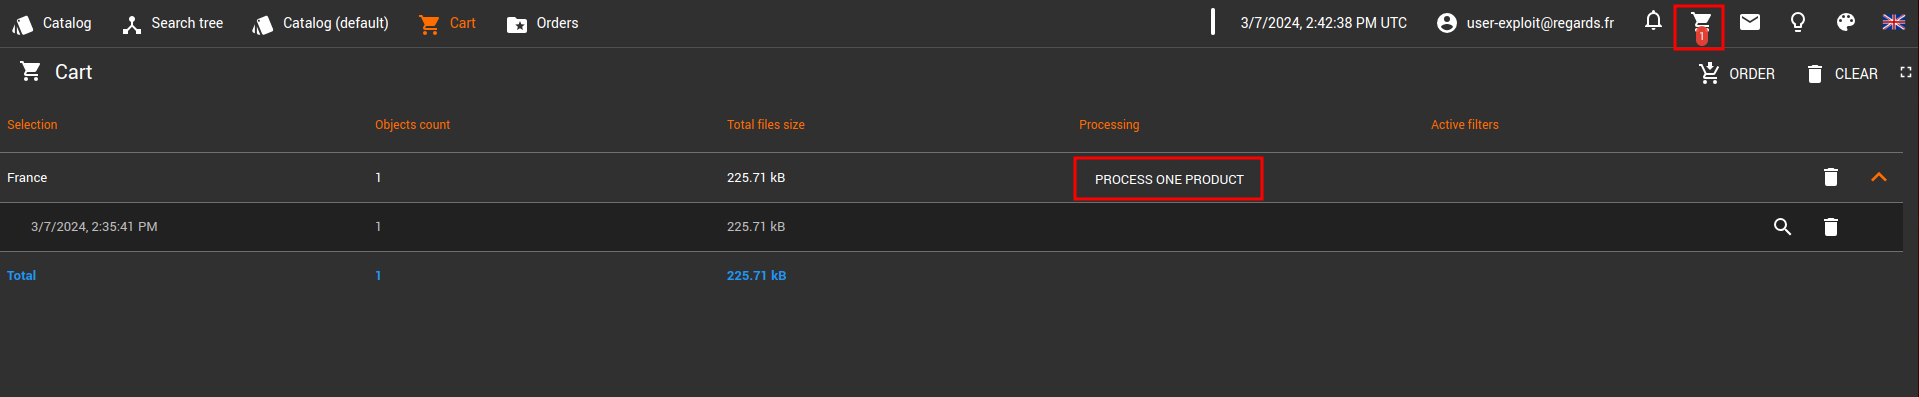 Catalog Search tree Catalog (default) Cart Orders 3/7/2024, 2:42:38 PM UTC user-exploit@regards.fr 1
Cart ORDER CLEAR
Selection Objects count Total files size Processing Active filters
France 1 225.71 kB PROCESS ONE PRODUCT
3/7/2024, 2:35:41 PM 1 225.71 kB
Total 1 225.71 kB